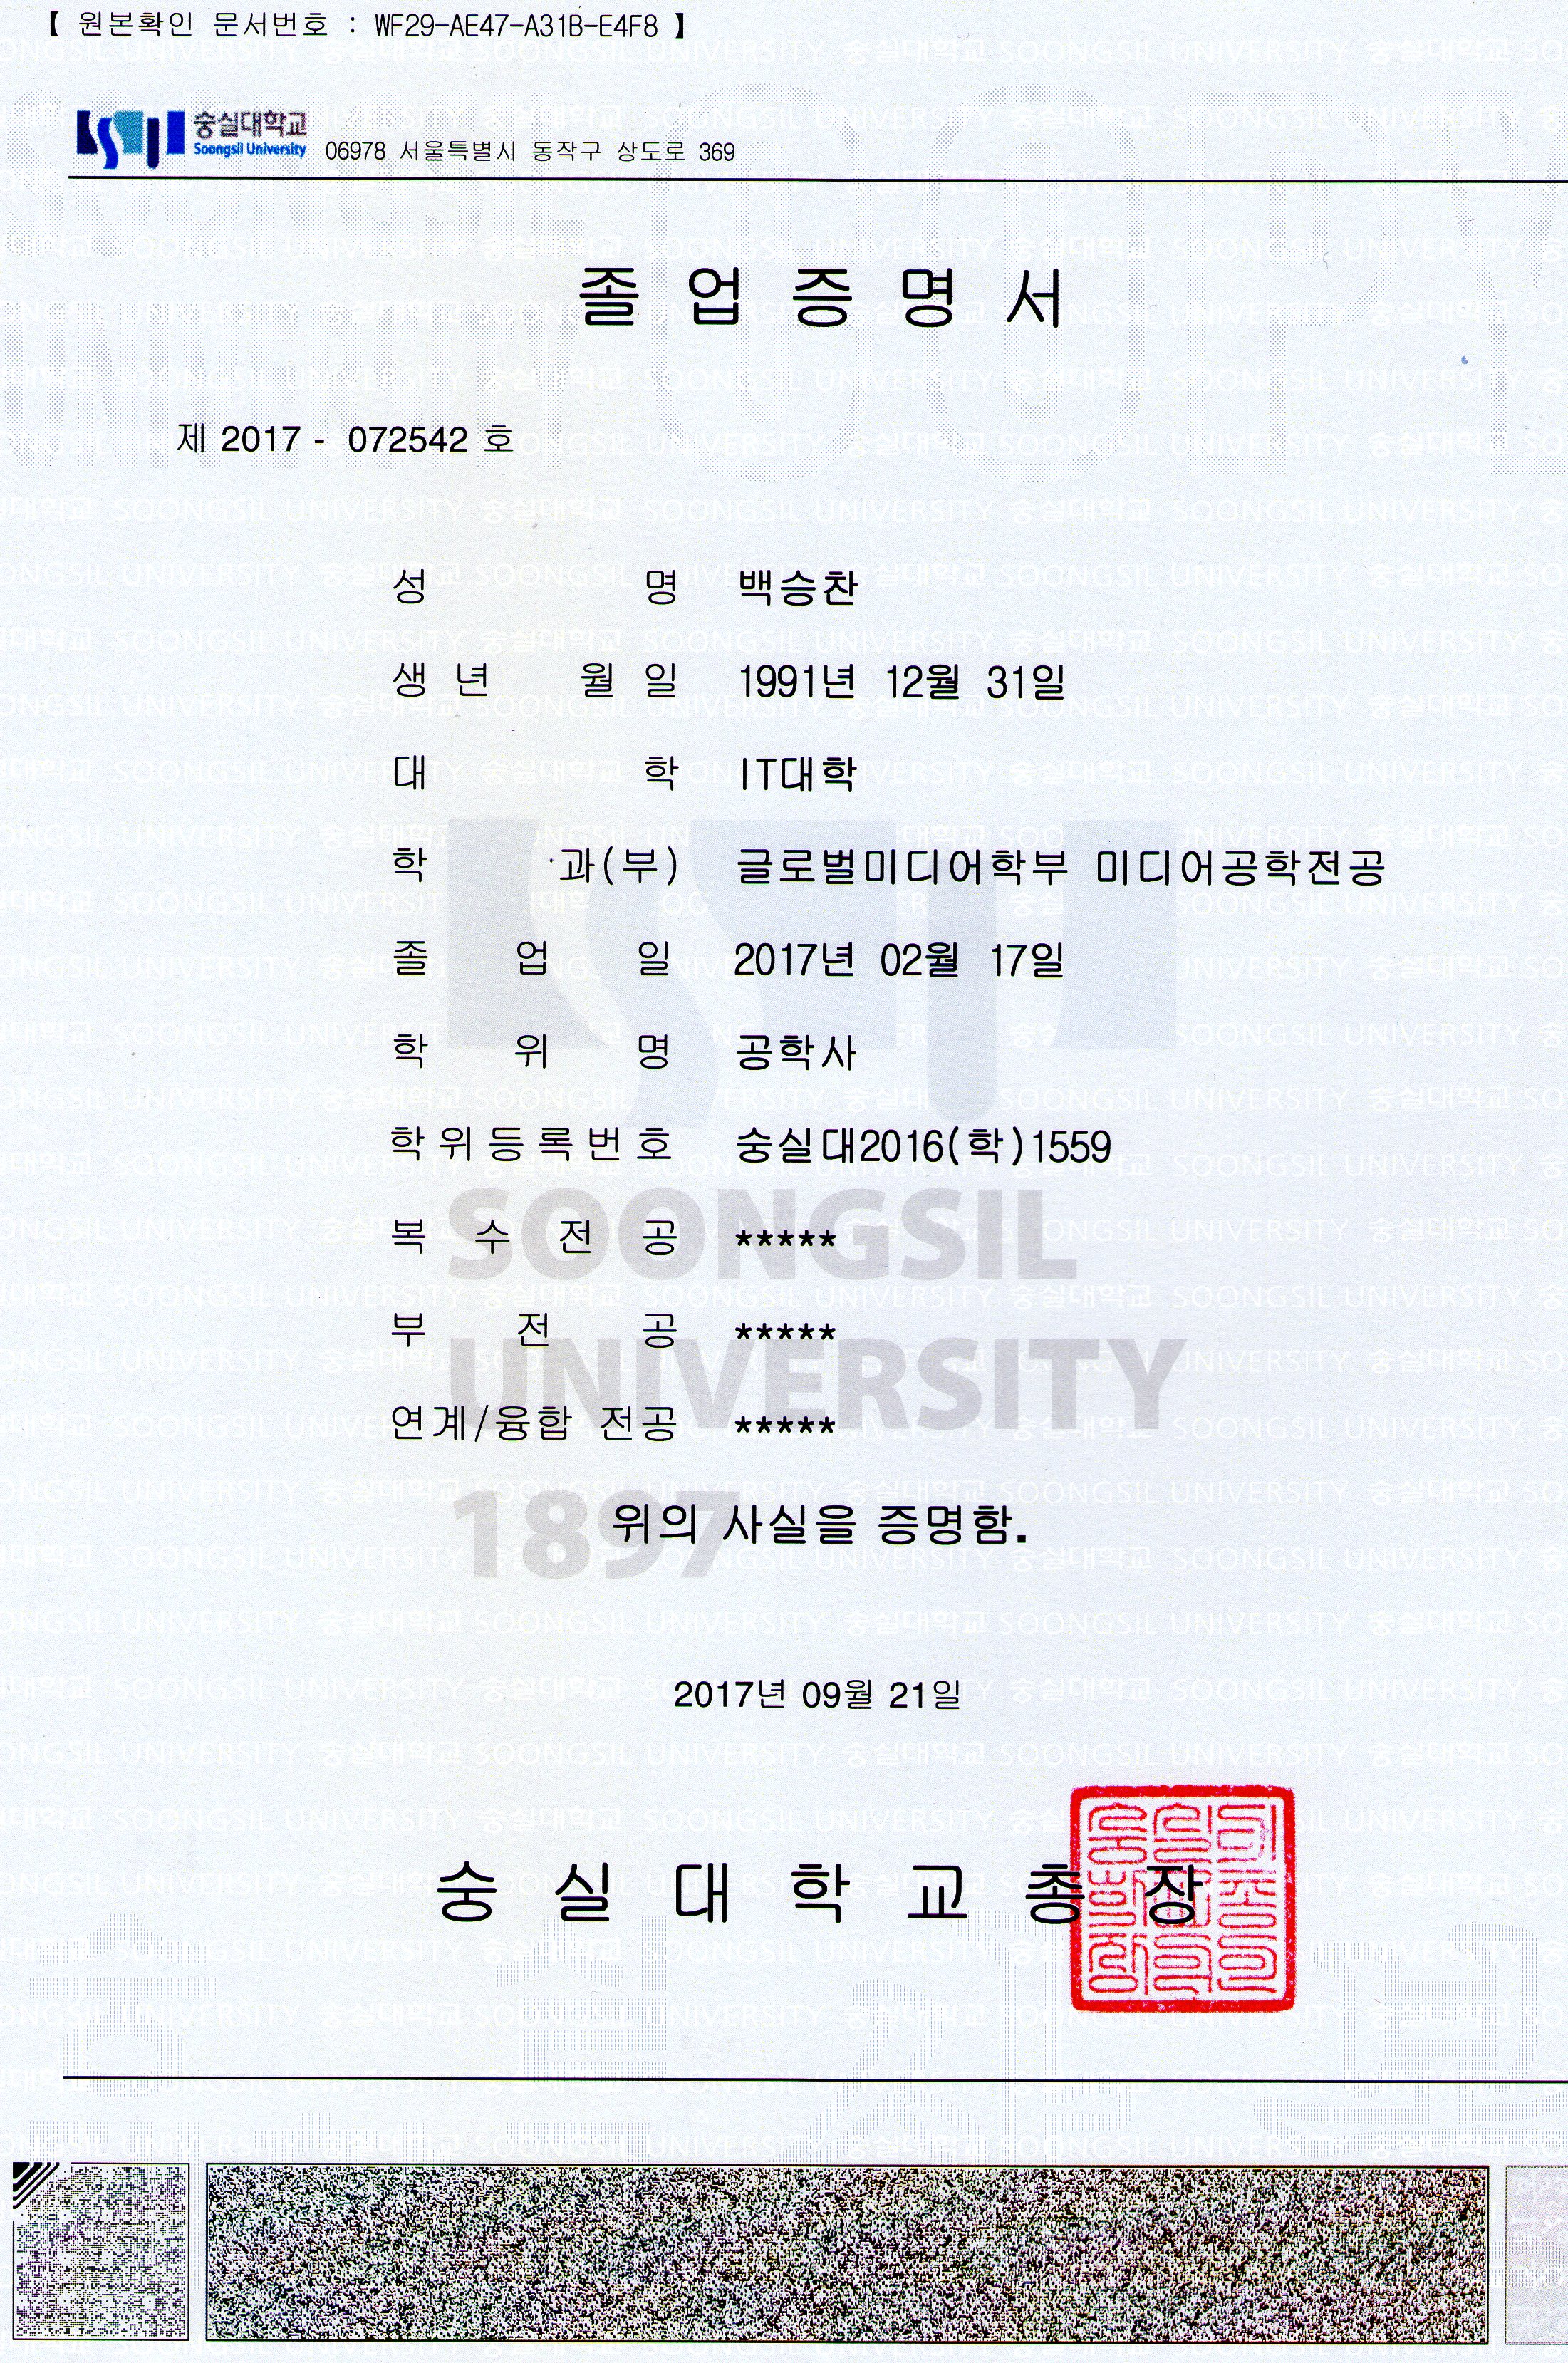 【 원본확인 문서번호 : WF29-AE47-A31B-E4F8 】
숭실대학교
Soongsil University 06978 서울특별시 동작구 상도로 369
졸업증명서
제 2017 - 072542 호
성 명 백승찬
생년 월일 1991년 12월 31일
대 학 IT대학
학 과(부) 글로벌미디어학부 미디어공학전공
졸 업 일 2017년 02월 17일
학 위 명 공학사
학위등록번호 숭실대2016(학)1559
복수전공 *****
부 전 공 *****
연계/융합 전공 *****
SOONGSIL
UNIVERSITY
1897
위의 사실을 증명함.
2017년 09월 21일
숭실대학교총장